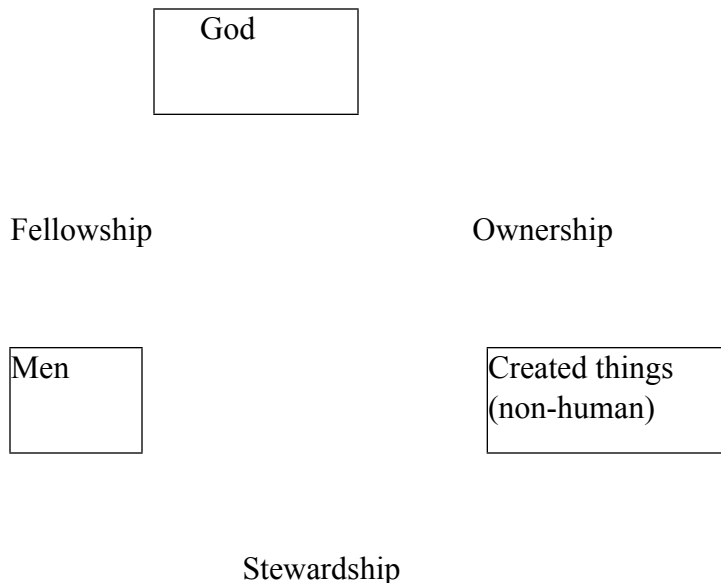 God
Fellowship
Ownership
Men
Created things
(non-human)
Stewardship